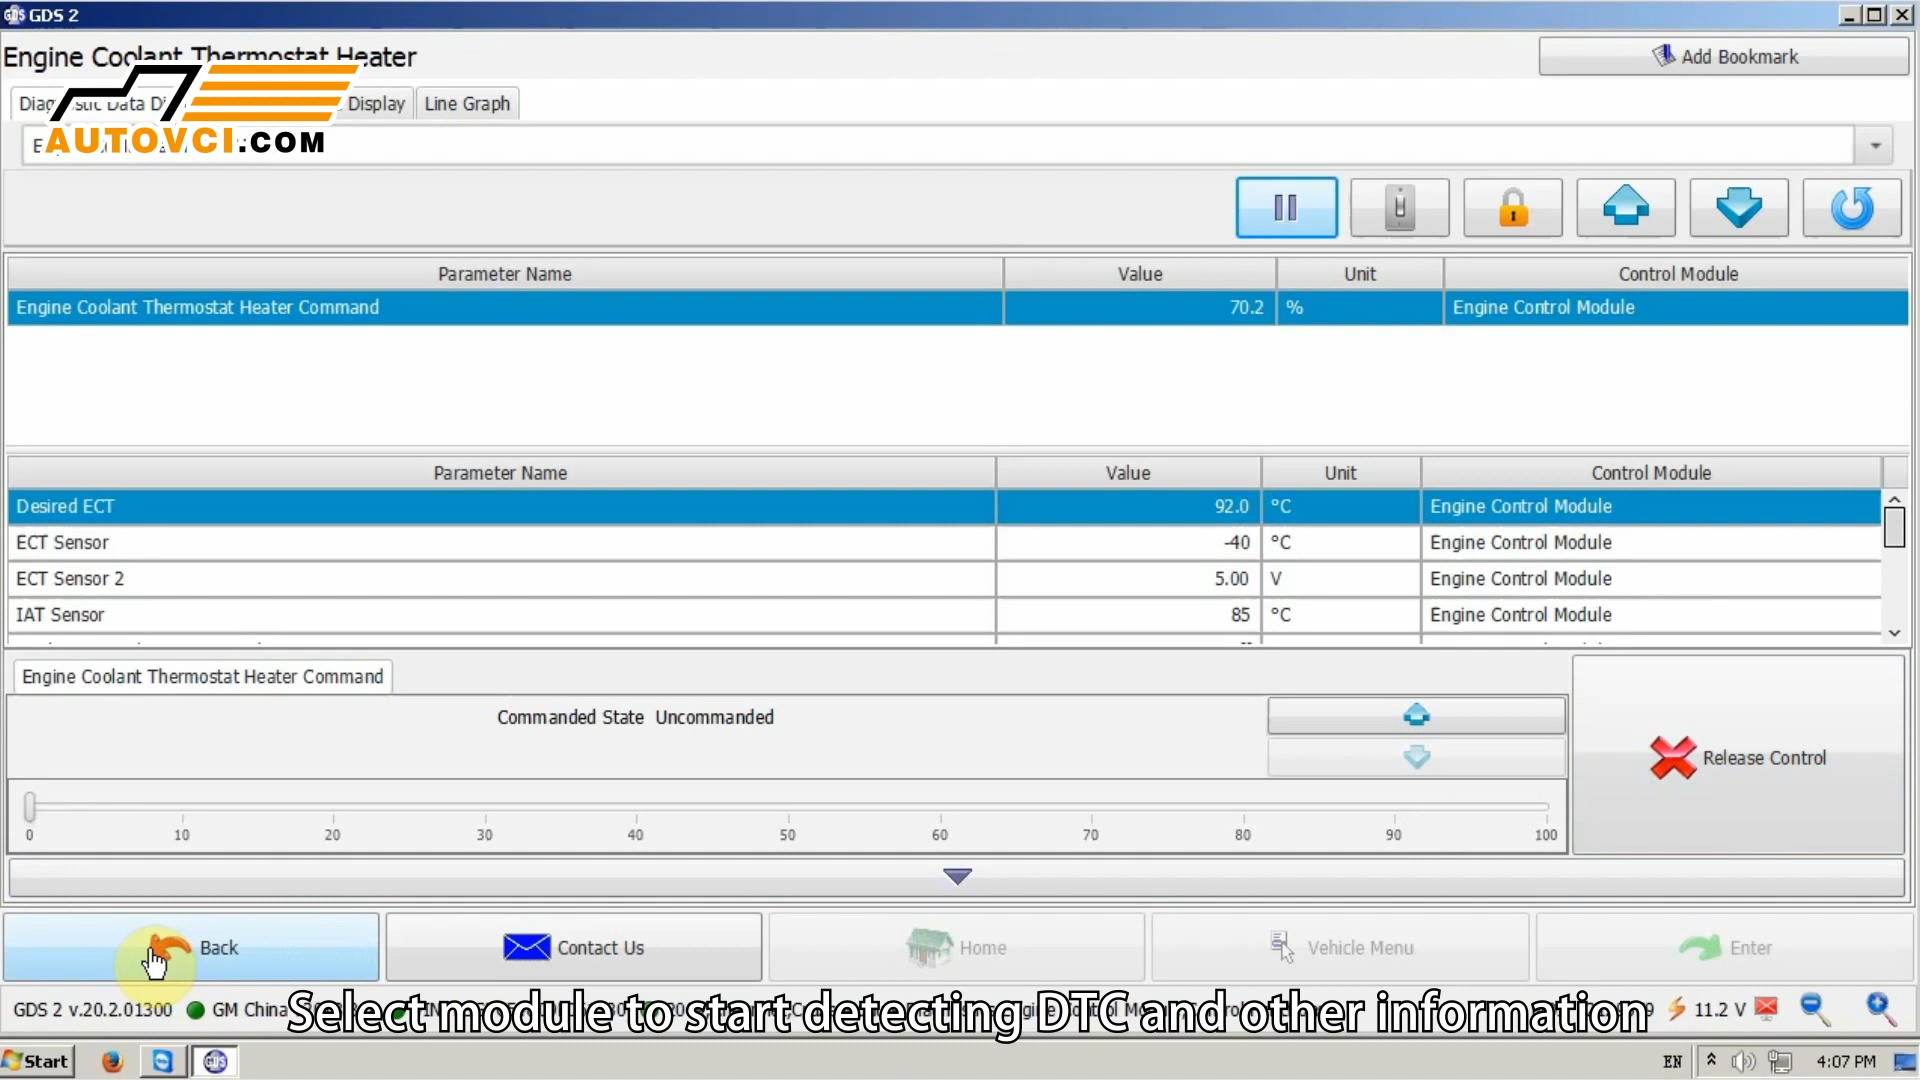 GDS 2
Engine Coolant Thermostat Heater
Add Bookmark
Display
Line Graph
AUTOVCI.COM
Parameter Name Value Unit Control Module
Engine Coolant Thermostat Heater Command 70.2 % Engine Control Module
Parameter Name Value Unit Control Module
Desired ECT 92.0 °C Engine Control Module
ECT Sensor -40 °C Engine Control Module
ECT Sensor 2 5.00 V Engine Control Module
IAT Sensor 85 °C Engine Control Module
Engine Coolant Thermostat Heater Command
Commanded State Uncommanded
Release Control
0 10 20 30 40 50 60 70 80 90 100
Back
Contact Us
Home
Vehicle Menu
Enter
GDS 2 v.20.2.01300 GM China
11.2 V
Select module to start detecting DTC and other information
Start
EN
4:07 PM